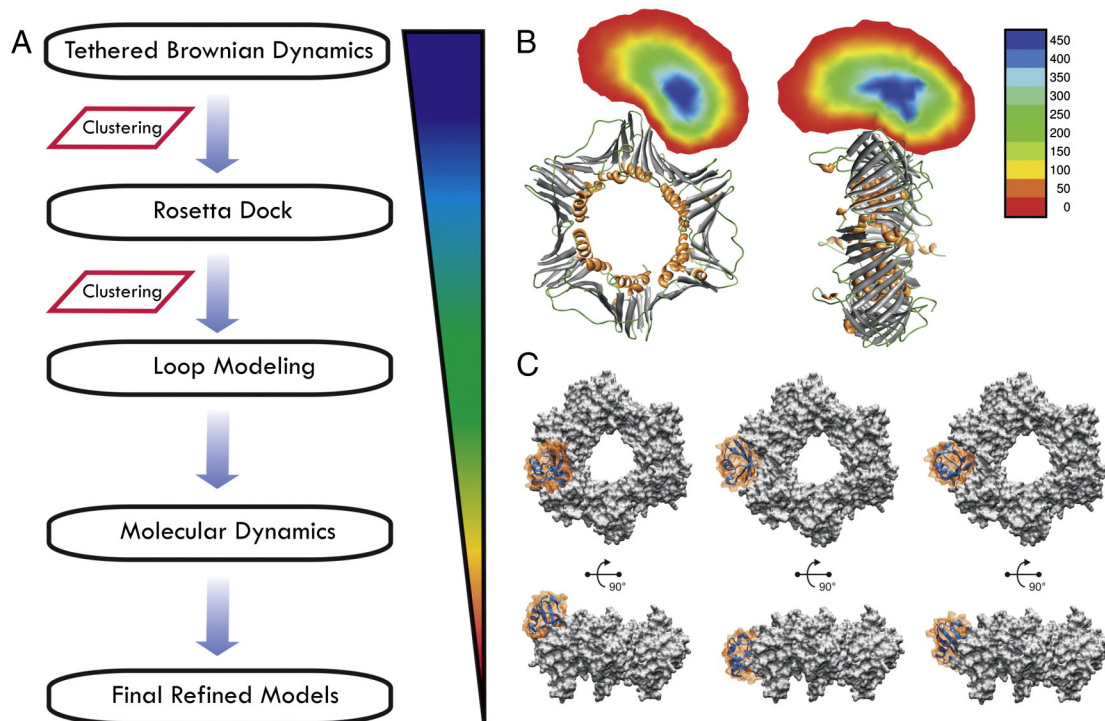 A
Tethered Brownian Dynamics
Clustering
Rosetta Dock
Clustering
Loop Modeling
Molecular Dynamics
Final Refined Models
B
450
400
350
300
250
200
150
100
50
0
C
90°
90°
90°